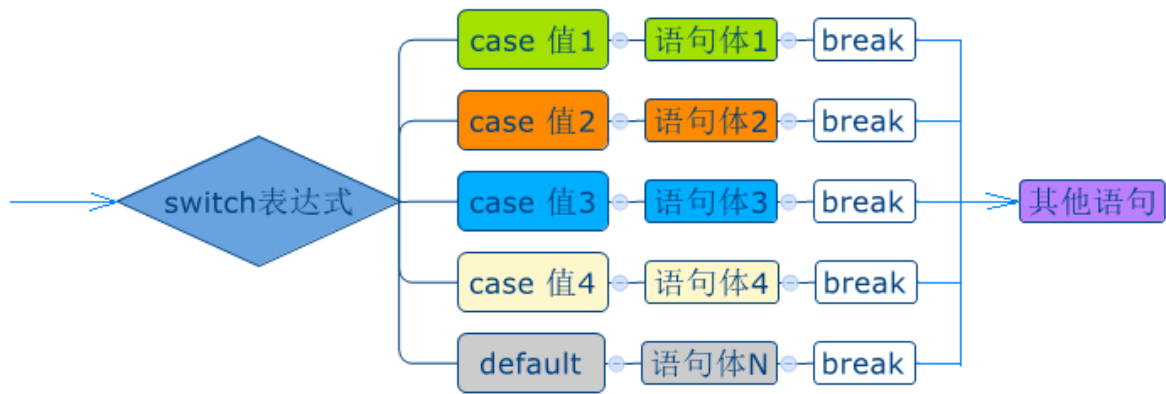 switch表达式
case 值1
语句体1
break
case 值2
语句体2
break
case 值3
语句体3
break
case 值4
语句体4
break
default
语句体N
break
其他语句